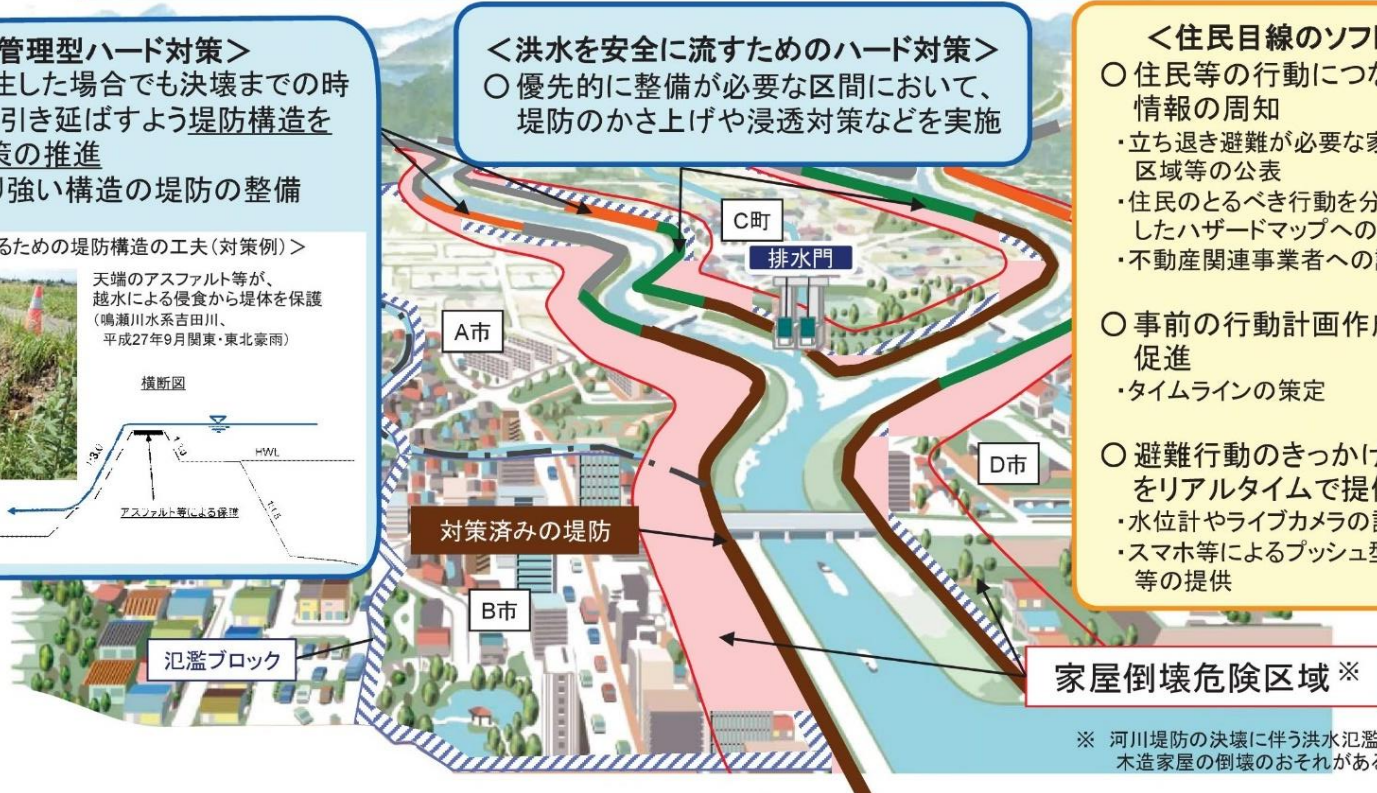 管理型ハード対策＞
生した場合でも決壊までの時
引き延ばすよう堤防構造を
策の推進
り強い構造の堤防の整備
るための堤防構造の工夫(対策例)＞
天端のアスファルト等が、
越水による侵食から堤体を保護
(鳴瀬川水系吉田川、
平成27年9月関東・東北豪雨)
横断図
HWL
アスファルト等による保護
＜洪水を安全に流すためのハード対策＞
○優先的に整備が必要な区間において、
堤防のかさ上げや浸透対策などを実施
＜住民目線のソフ
○住民等の行動につな
情報の周知
・立ち退き避難が必要な家
区域等の公表
・住民のとるべき行動を分
したハザードマップへの
・不動産関連事業者への
○事前の行動計画作成
促進
・タイムラインの策定
○避難行動のきっかけ
をリアルタイムで提供
・水位計やライブカメラの
・スマホ等によるプッシュ型
等の提供
C町
排水門
A市
D市
対策済みの堤防
B市
氾濫ブロック
家屋倒壊危険区域※
※ 河川堤防の決壊に伴う洪水氾濫
木造家屋の倒壊のおそれがある